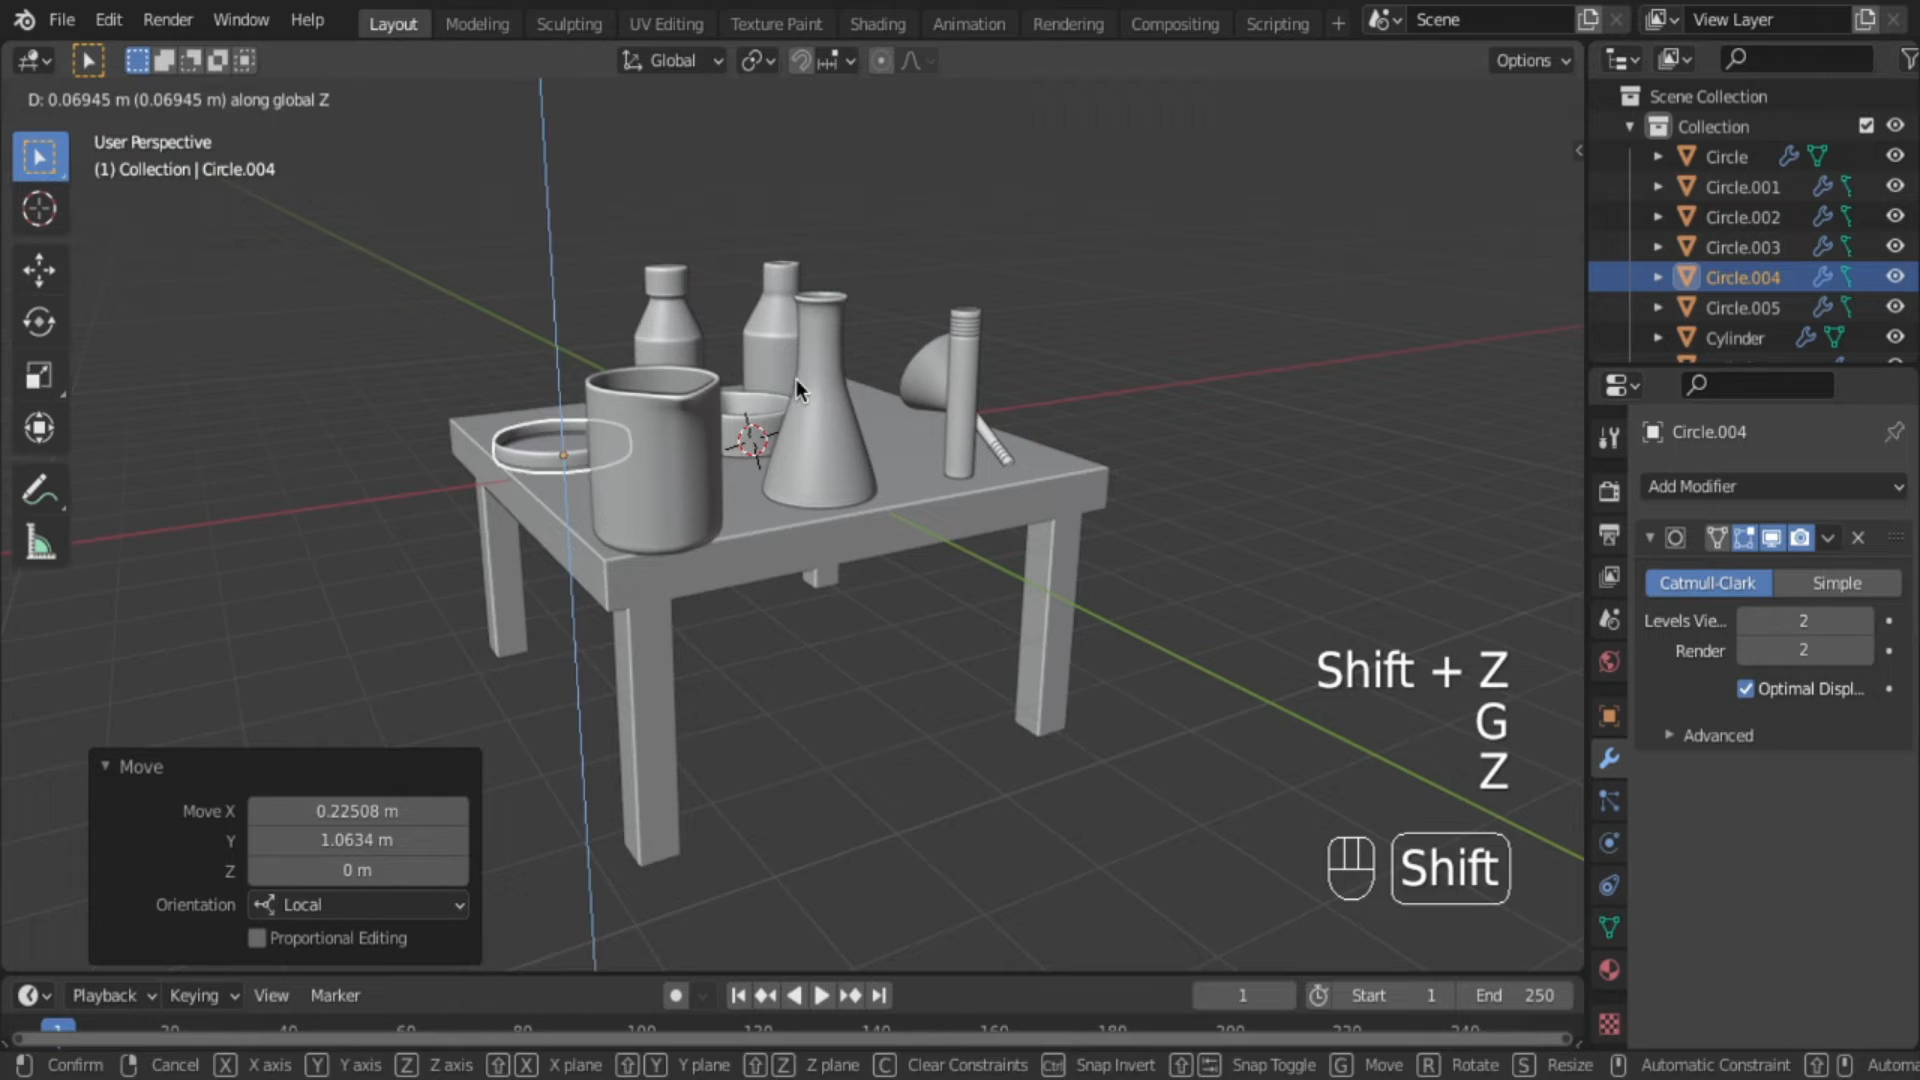 File Edit Render Window Help Layout Modeling Sculpting UV Editing Texture Paint Shading Animation Rendering Compositing Scripting + Scene View Layer
Global Options
D: 0.06945 m (0.06945 m) along global Z
User Perspective
(1) Collection | Circle.004
Scene Collection
Collection
Circle
Circle.001
Circle.002
Circle.003
Circle.004
Circle.005
Cylinder
Circle.004
Add Modifier
Catmull-Clark Simple
Levels Vie... 2
Render 2
Optimal Displ...
Advanced
Shift + Z
G
Z
Shift
Move
Move X 0.22508 m
Y 1.0634 m
Z 0 m
Orientation Local
Proportional Editing
Playback Keying View Marker 1 Start 1 End 250
1
Confirm Cancel X X axis Y Y axis Z Z axis X X plane Y Y plane Z Z plane C Clear Constraints Ctrl Snap Invert Snap Toggle G Move R Rotate S Resize Automatic Constraint Automa